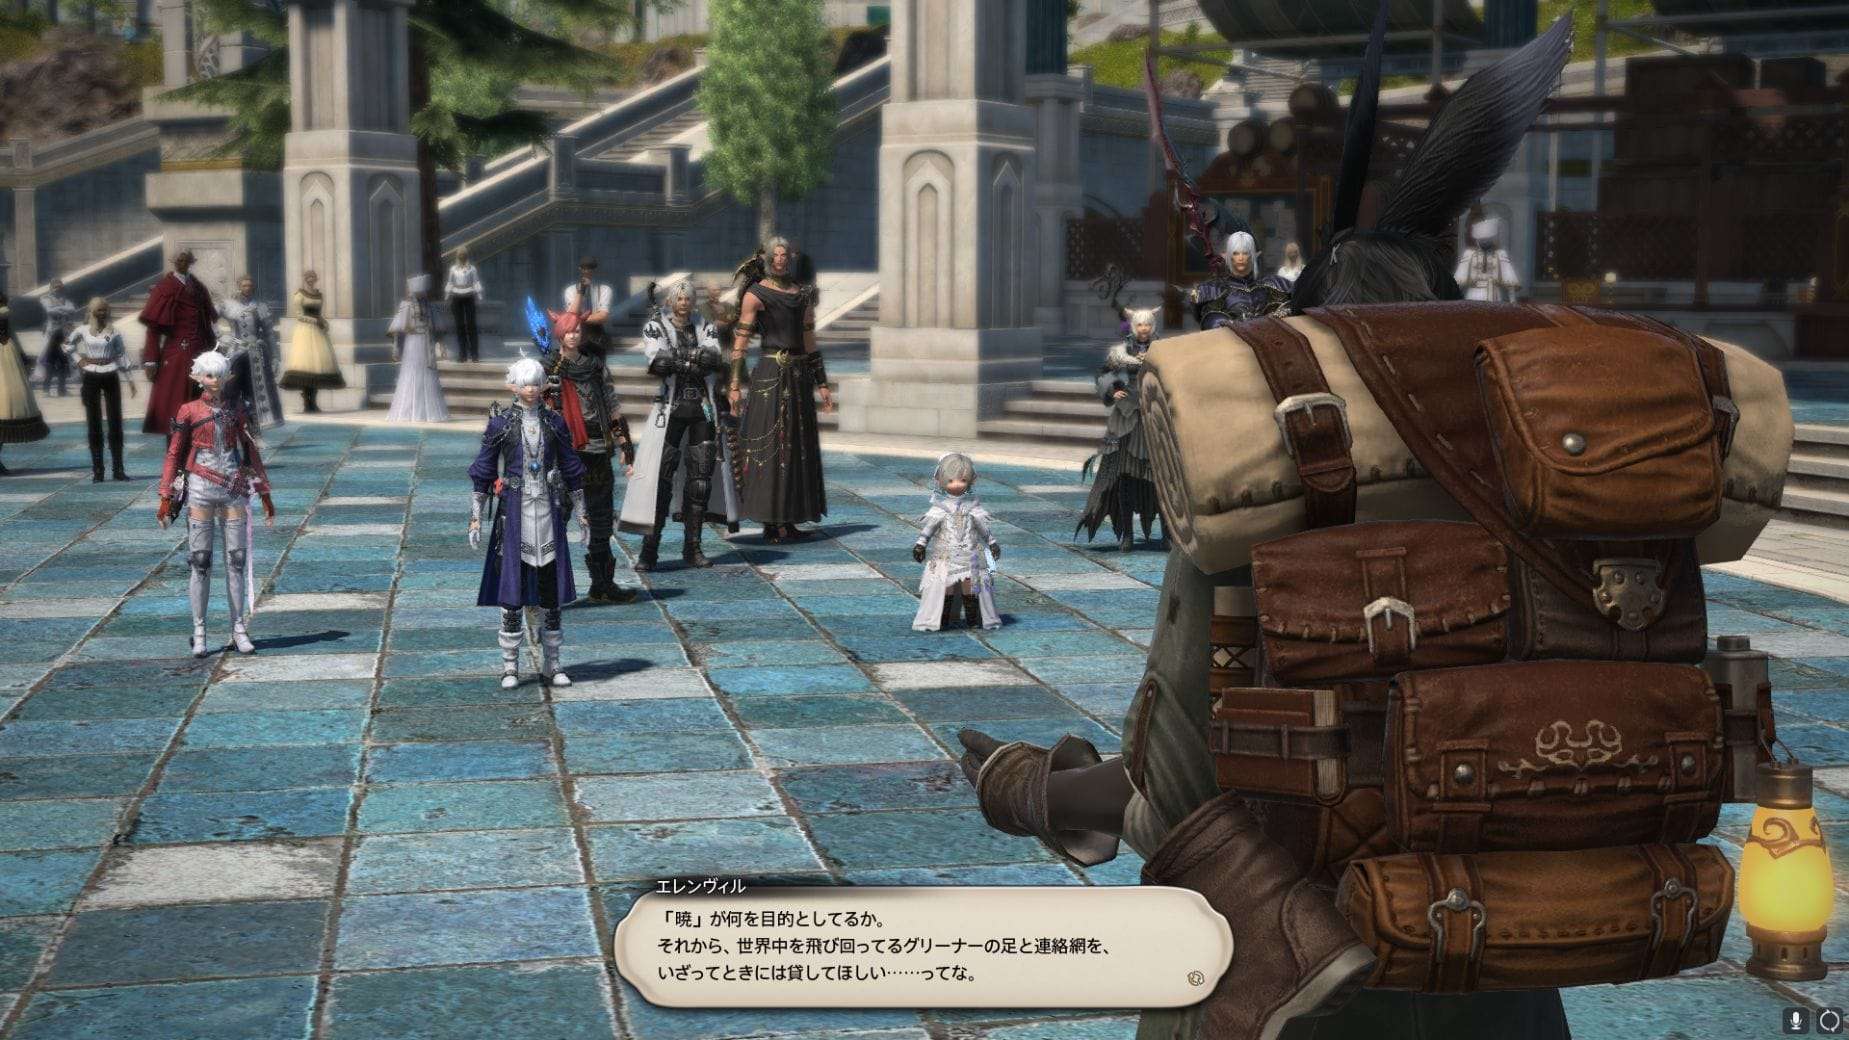 エレンヴィル
「暁」が何を目的としてるか。
それから、世界中を飛び回ってるグリーナーの足と連絡網を、
いざってときには貸してほしい……ってな。